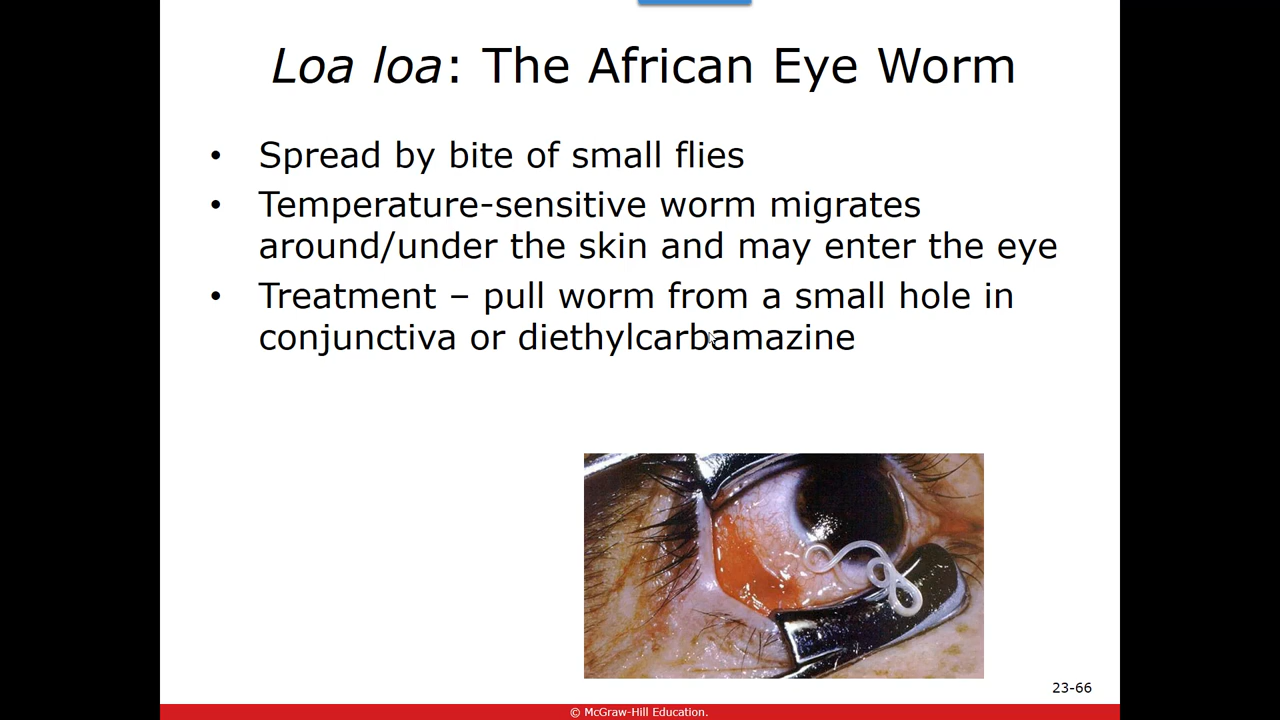 Loa loa: The African Eye Worm
• Spread by bite of small flies
• Temperature-sensitive worm migrates
around/under the skin and may enter the eye
• Treatment – pull worm from a small hole in
conjunctiva or diethylcarbamazine
23-66
© McGraw-Hill Education.